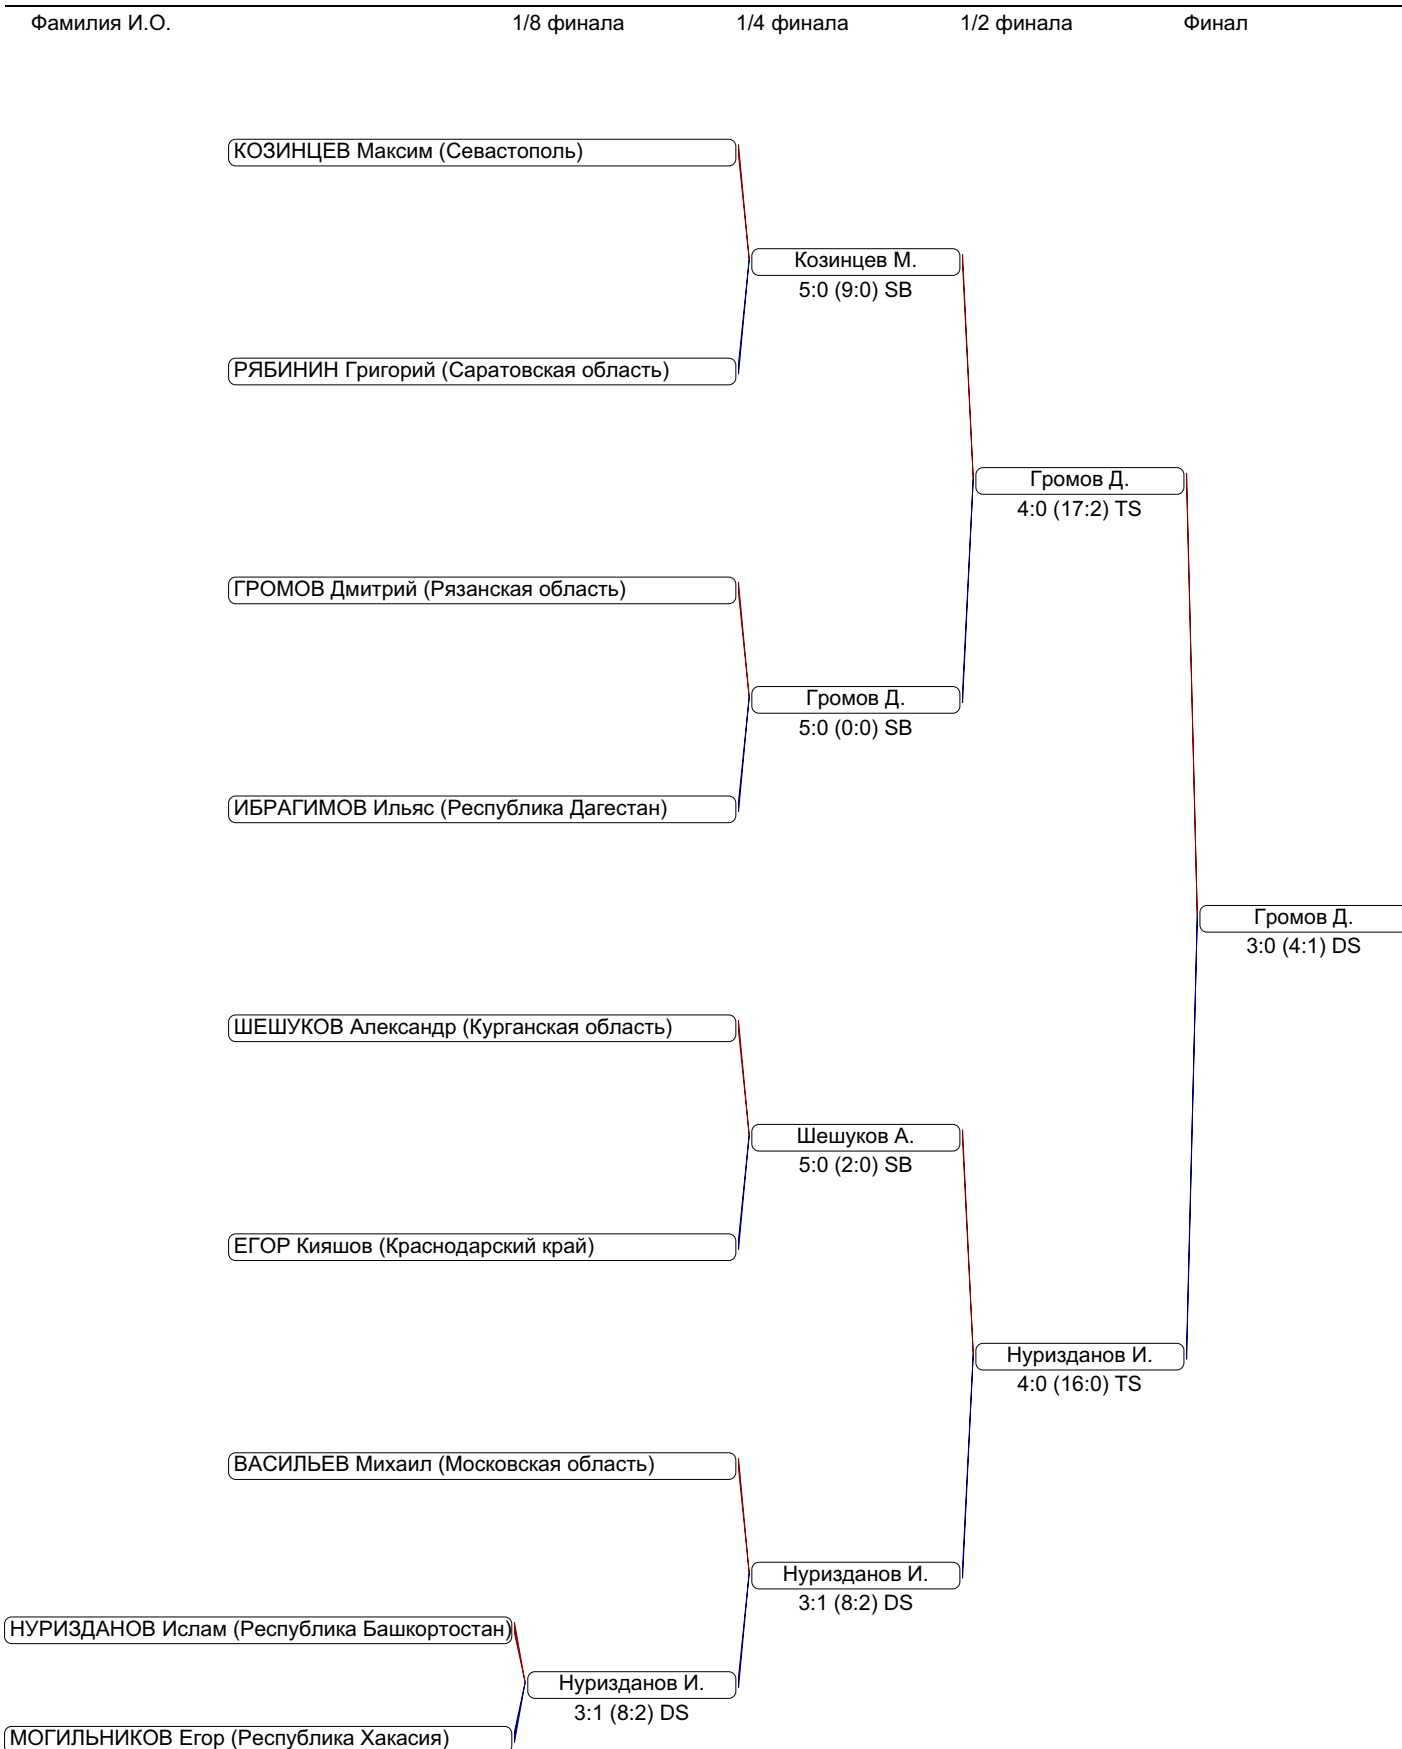 Фамилия И.О. 1/8 финала 1/4 финала 1/2 финала Финал
КОЗИНЦЕВ Максим (Севастополь)
Козинцев М.
5:0 (9:0) SB
РЯБИНИН Григорий (Саратовская область)
Громов Д.
4:0 (17:2) TS
ГРОМОВ Дмитрий (Рязанская область)
Громов Д.
5:0 (0:0) SB
ИБРАГИМОВ Ильяс (Республика Дагестан)
Громов Д.
3:0 (4:1) DS
ШЕШУКОВ Александр (Курганская область)
Шешуков А.
5:0 (2:0) SB
ЕГОР Кияшов (Краснодарский край)
Нуризданов И.
4:0 (16:0) TS
ВАСИЛЬЕВ Михаил (Московская область)
Нуризданов И.
3:1 (8:2) DS
НУРИЗДАНОВ Ислам (Республика Башкортостан)
Нуризданов И.
3:1 (8:2) DS
МОГИЛЬНИКОВ Егор (Республика Хакасия)